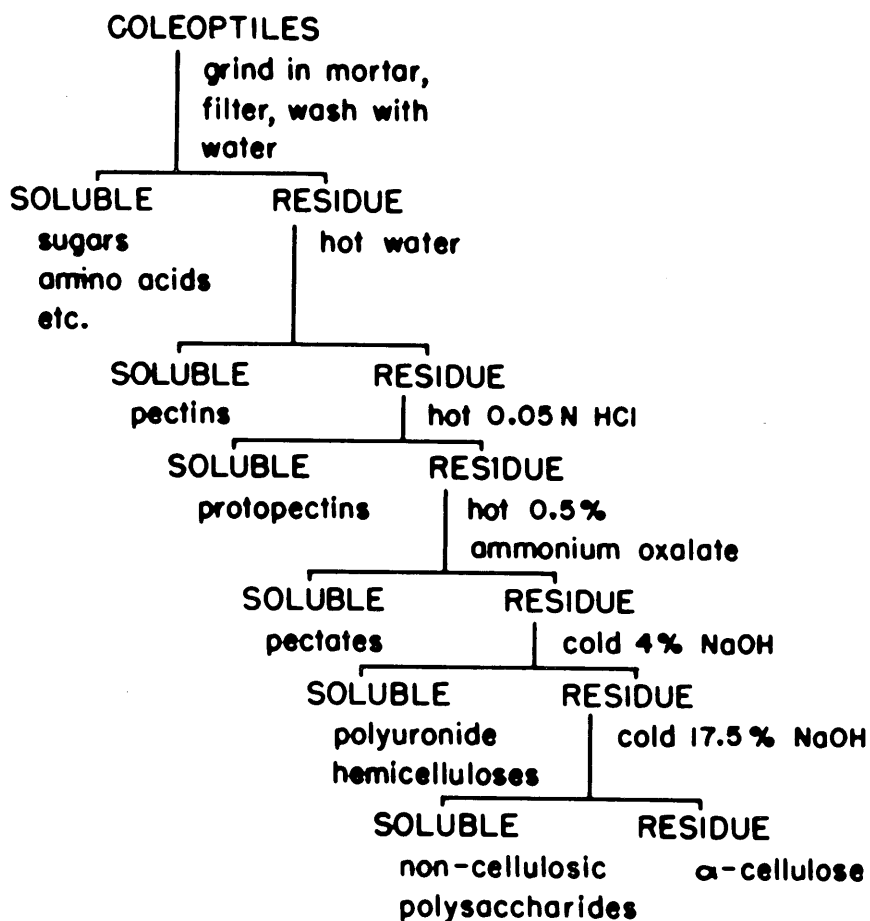 COLEOPTILES
grind in mortar,
filter, wash with
water
SOLUBLE RESIDUE
sugars hot water
amino acids
etc.
SOLUBLE RESIDUE
pectins hot 0.05 N HCl
SOLUBLE RESIDUE
protopectins hot 0.5%
ammonium oxalate
SOLUBLE RESIDUE
pectates cold 4% NaOH
SOLUBLE RESIDUE
polyuronide cold 17.5% NaOH
hemicelluloses
SOLUBLE RESIDUE
non-cellulosic α-cellulose
polysaccharides